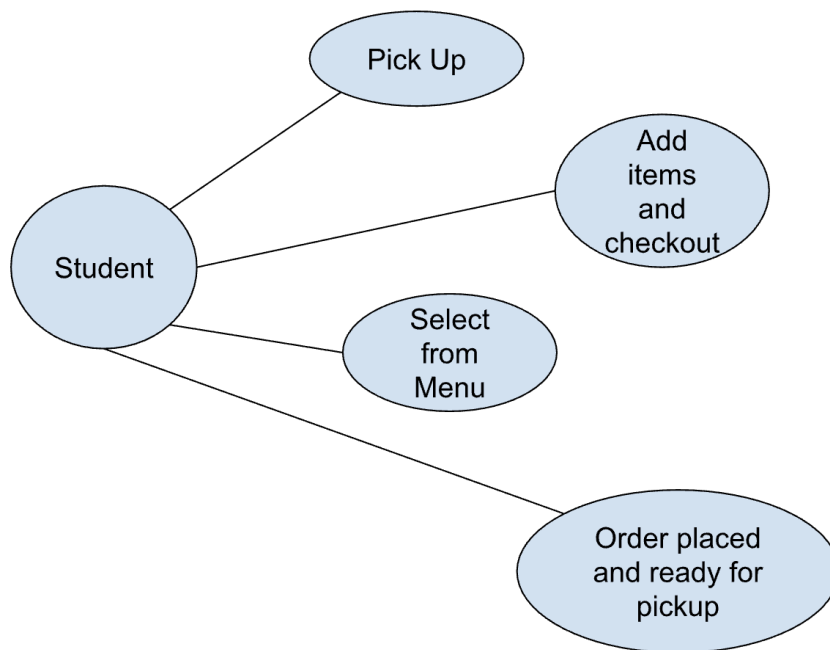 Pick Up
Add
items
and
checkout
Student
Select
from
Menu
Order placed
and ready for
pickup